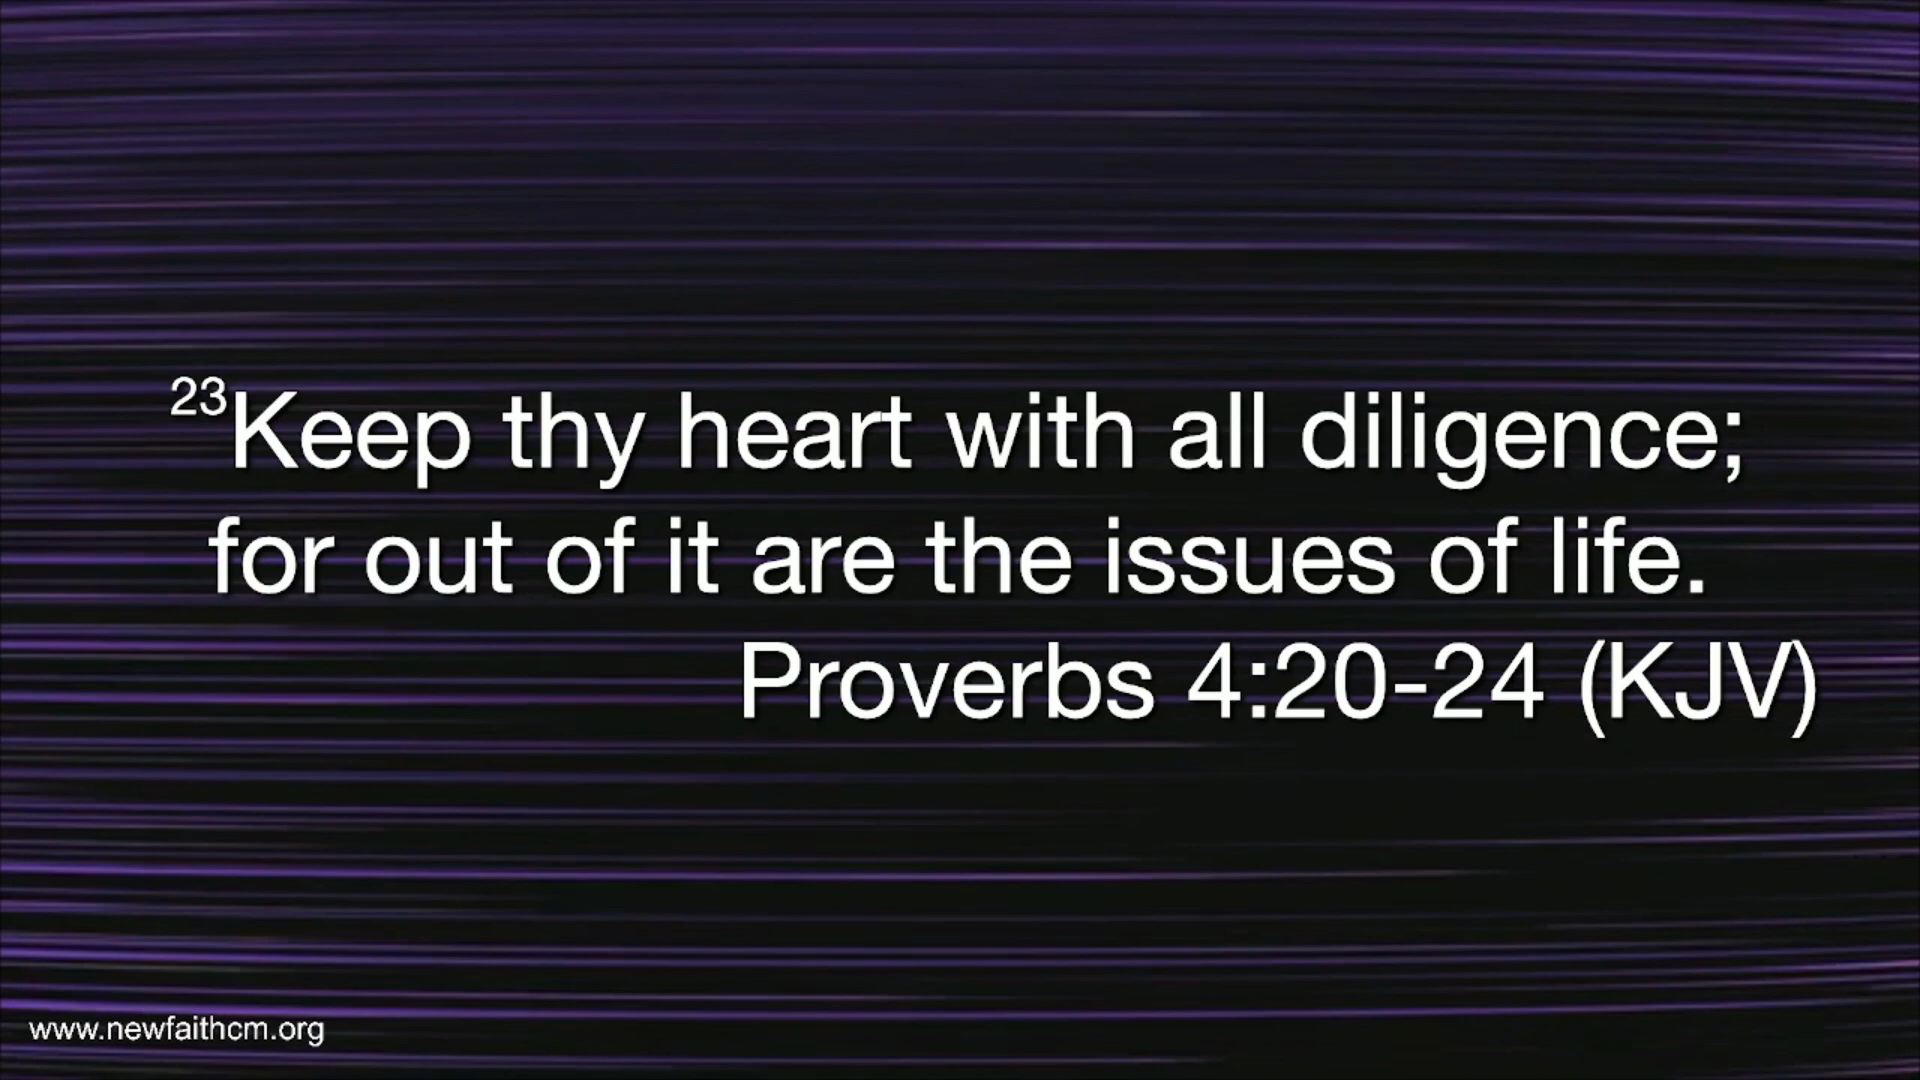 23Keep thy heart with all diligence;
for out of it are the issues of life.
Proverbs 4:20-24 (KJV)
www.newfaithcm.org